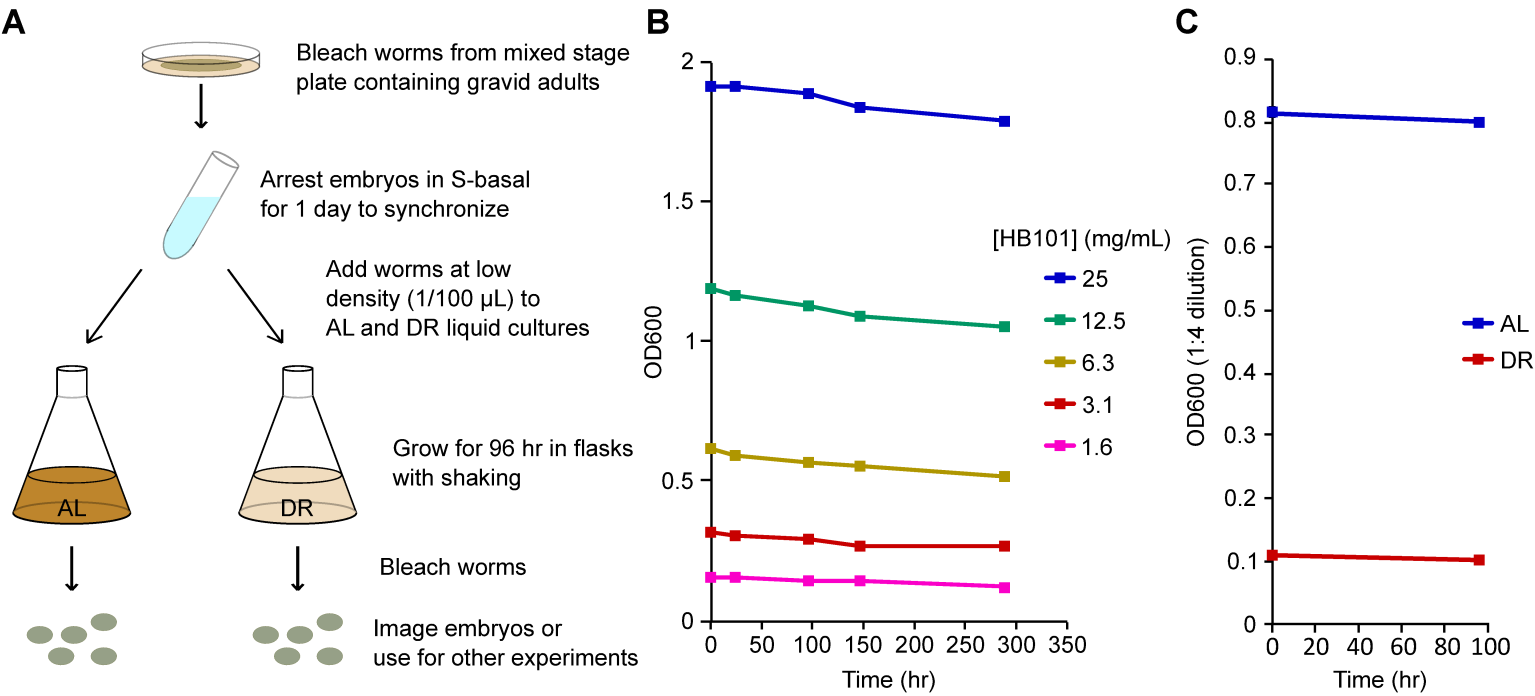 A
Bleach worms from mixed stage
plate containing gravid adults
Arrest embryos in S-basal
for 1 day to synchronize
Add worms at low
density (1/100 µL) to
AL and DR liquid cultures
AL
DR
Grow for 96 hr in flasks
with shaking
Bleach worms
Image embryos or
use for other experiments
B
2
1.5
1
0.5
0
OD600
0 50 100 150 200 250 300 350
Time (hr)
[HB101] (mg/mL)
25
12.5
6.3
3.1
1.6
C
0.9
0.8
0.7
0.6
0.5
0.4
0.3
0.2
0.1
0
OD600 (1:4 dilution)
0 20 40 60 80 100
Time (hr)
AL
DR